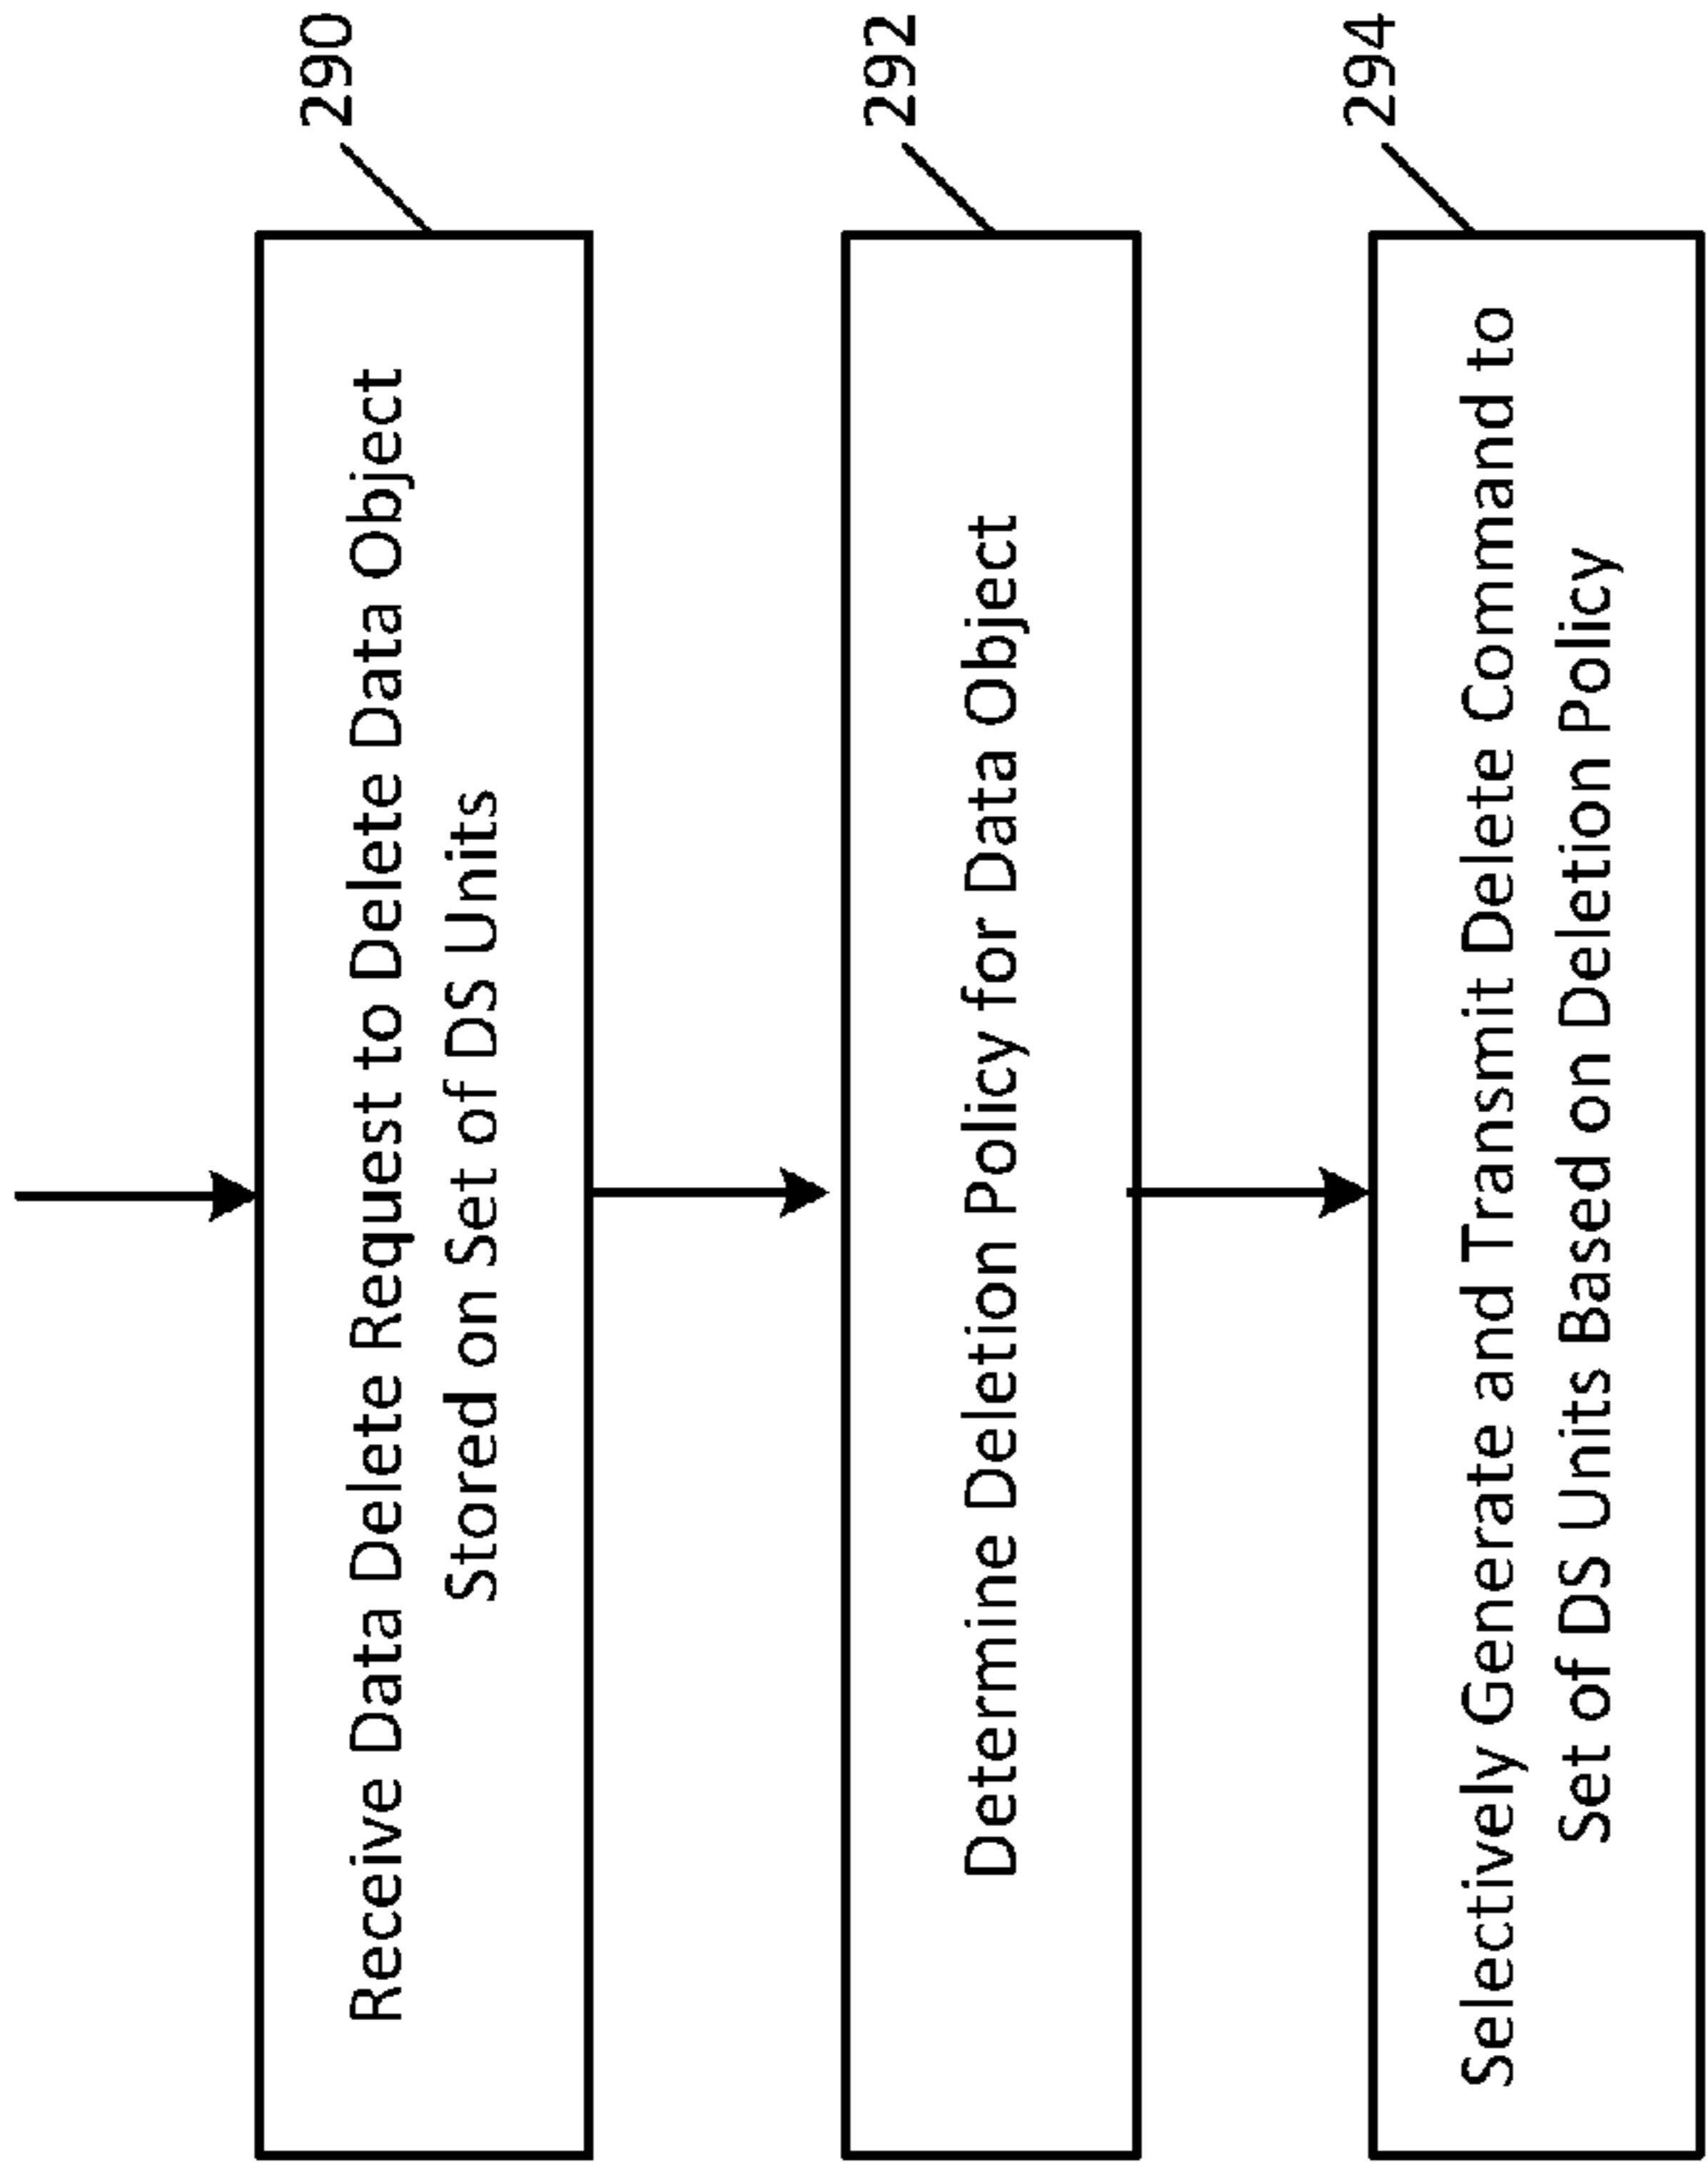 290
Receive Data Delete Request to Delete Data Object
Stored on Set of DS Units
292
Determine Deletion Policy for Data Object
294
Selectively Generate and Transmit Delete Command to
Set of DS Units Based on Deletion Policy